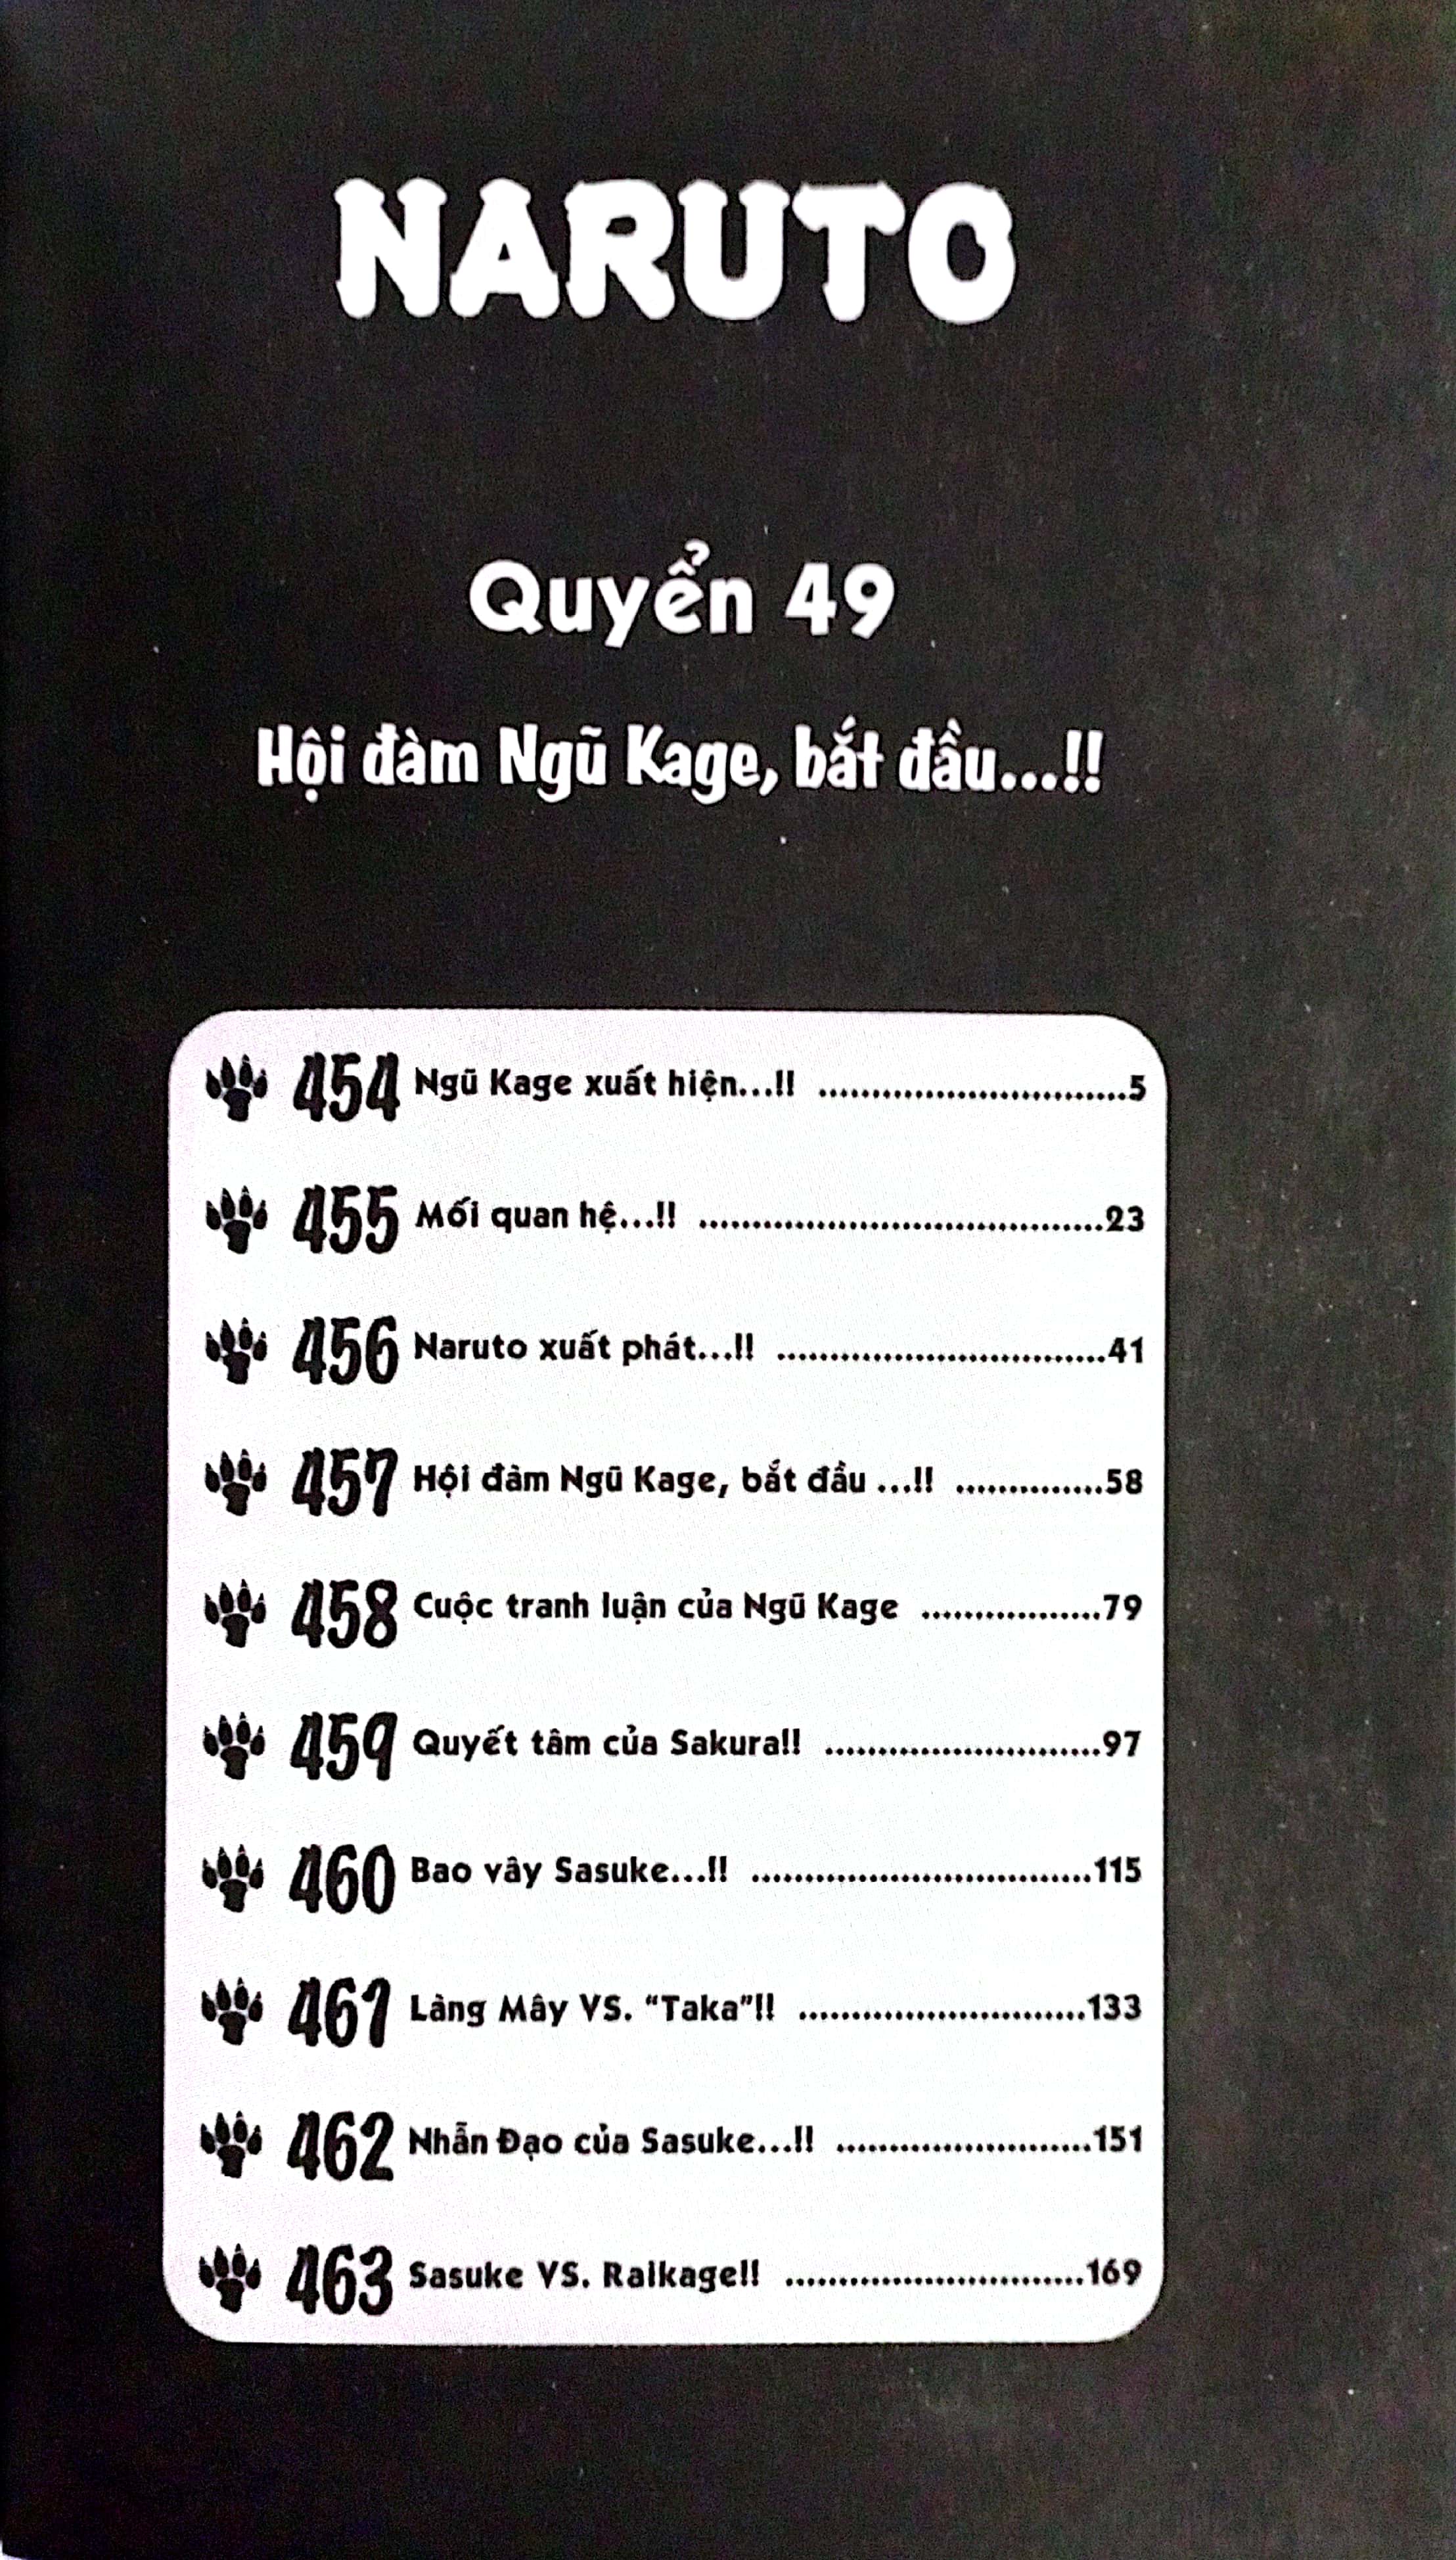 NARUTO
Quyển 49
Hội đàm Ngũ Kage, bắt đầu...!!
454 Ngũ Kage xuất hiện...!! .............................5
455 Mối quan hệ...!! ......................................23
456 Naruto xuất phát...!! ...............................41
457 Hội đàm Ngũ Kage, bắt đầu ...!! ..............58
458 Cuộc tranh luận của Ngũ Kage .................79
459 Quyết tâm của Sakura!! ..........................97
460 Bao vây Sasuke...!! ................................115
461 Làng Mây VS. “Taka”!! ...........................133
462 Nhẫn Đạo của Sasuke...!! ........................151
463 Sasuke VS. Raikage!! ............................169